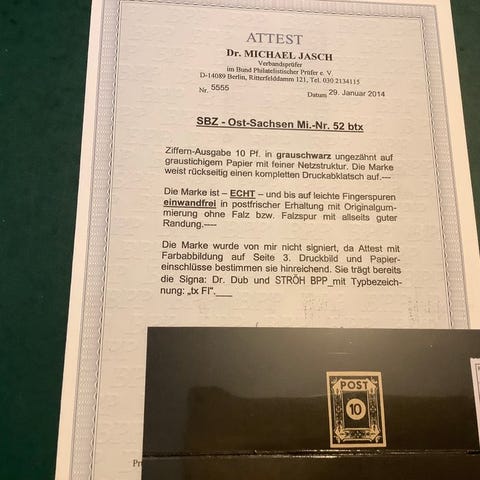 ATTEST
Dr. MICHAEL JASCH
Verbandsprüfer
im Bund Philatelistischer Prüfer e. V.
D-14089 Berlin, Ritterfelddamm 121, Tel. 030 2134115
Nr. 5555 Datum 29. Januar 2014
SBZ - Ost-Sachsen Mi.-Nr. 52 btx
Ziffern-Ausgabe 10 Pf. in grauschwarz ungezähnt auf
graustichigem Papier mit feiner Netzstruktur. Die Marke
weist rückseitig einen kompletten Druckabklatsch auf.---
Die Marke ist – ECHT – und bis auf leichte Fingerspuren
einwandfrei in postfrischer Erhaltung mit Originalgum-
mierung ohne Falz bzw. Falzspur mit allseits guter
Randung.----
Die Marke wurde von mir nicht signiert, da Attest mit
Farbabbildung auf Seite 3. Druckbild und Papier-
einschlüsse bestimmen sie hinreichend. Sie trägt bereits
die Signa: Dr. Dub und STRÖH BPP mit Typbezeich-
nung: „tx FI".___
POST
10